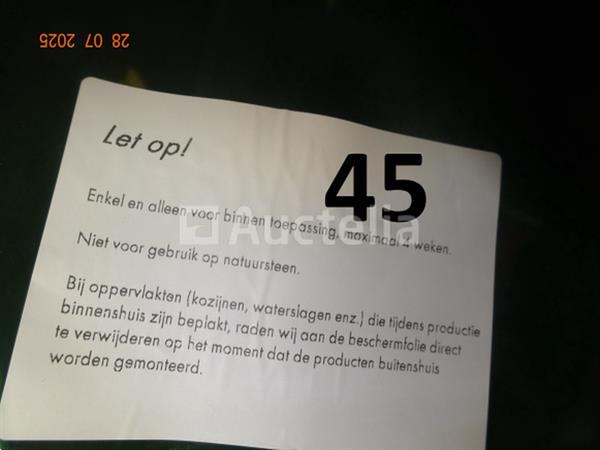 28 07 2025
Let op!
45
Enkel en alleen voor binnen toepassing, maximaal 4 weken.
Auctelia
Niet voor gebruik op natuursteen.
Bij oppervlakten (kozijnen, waterslagen enz.) die tijdens productie
binnenshuis zijn beplakt, raden wij aan de beschermfolie direct
te verwijderen op het moment dat de producten buitenshuis
worden gemonteerd.